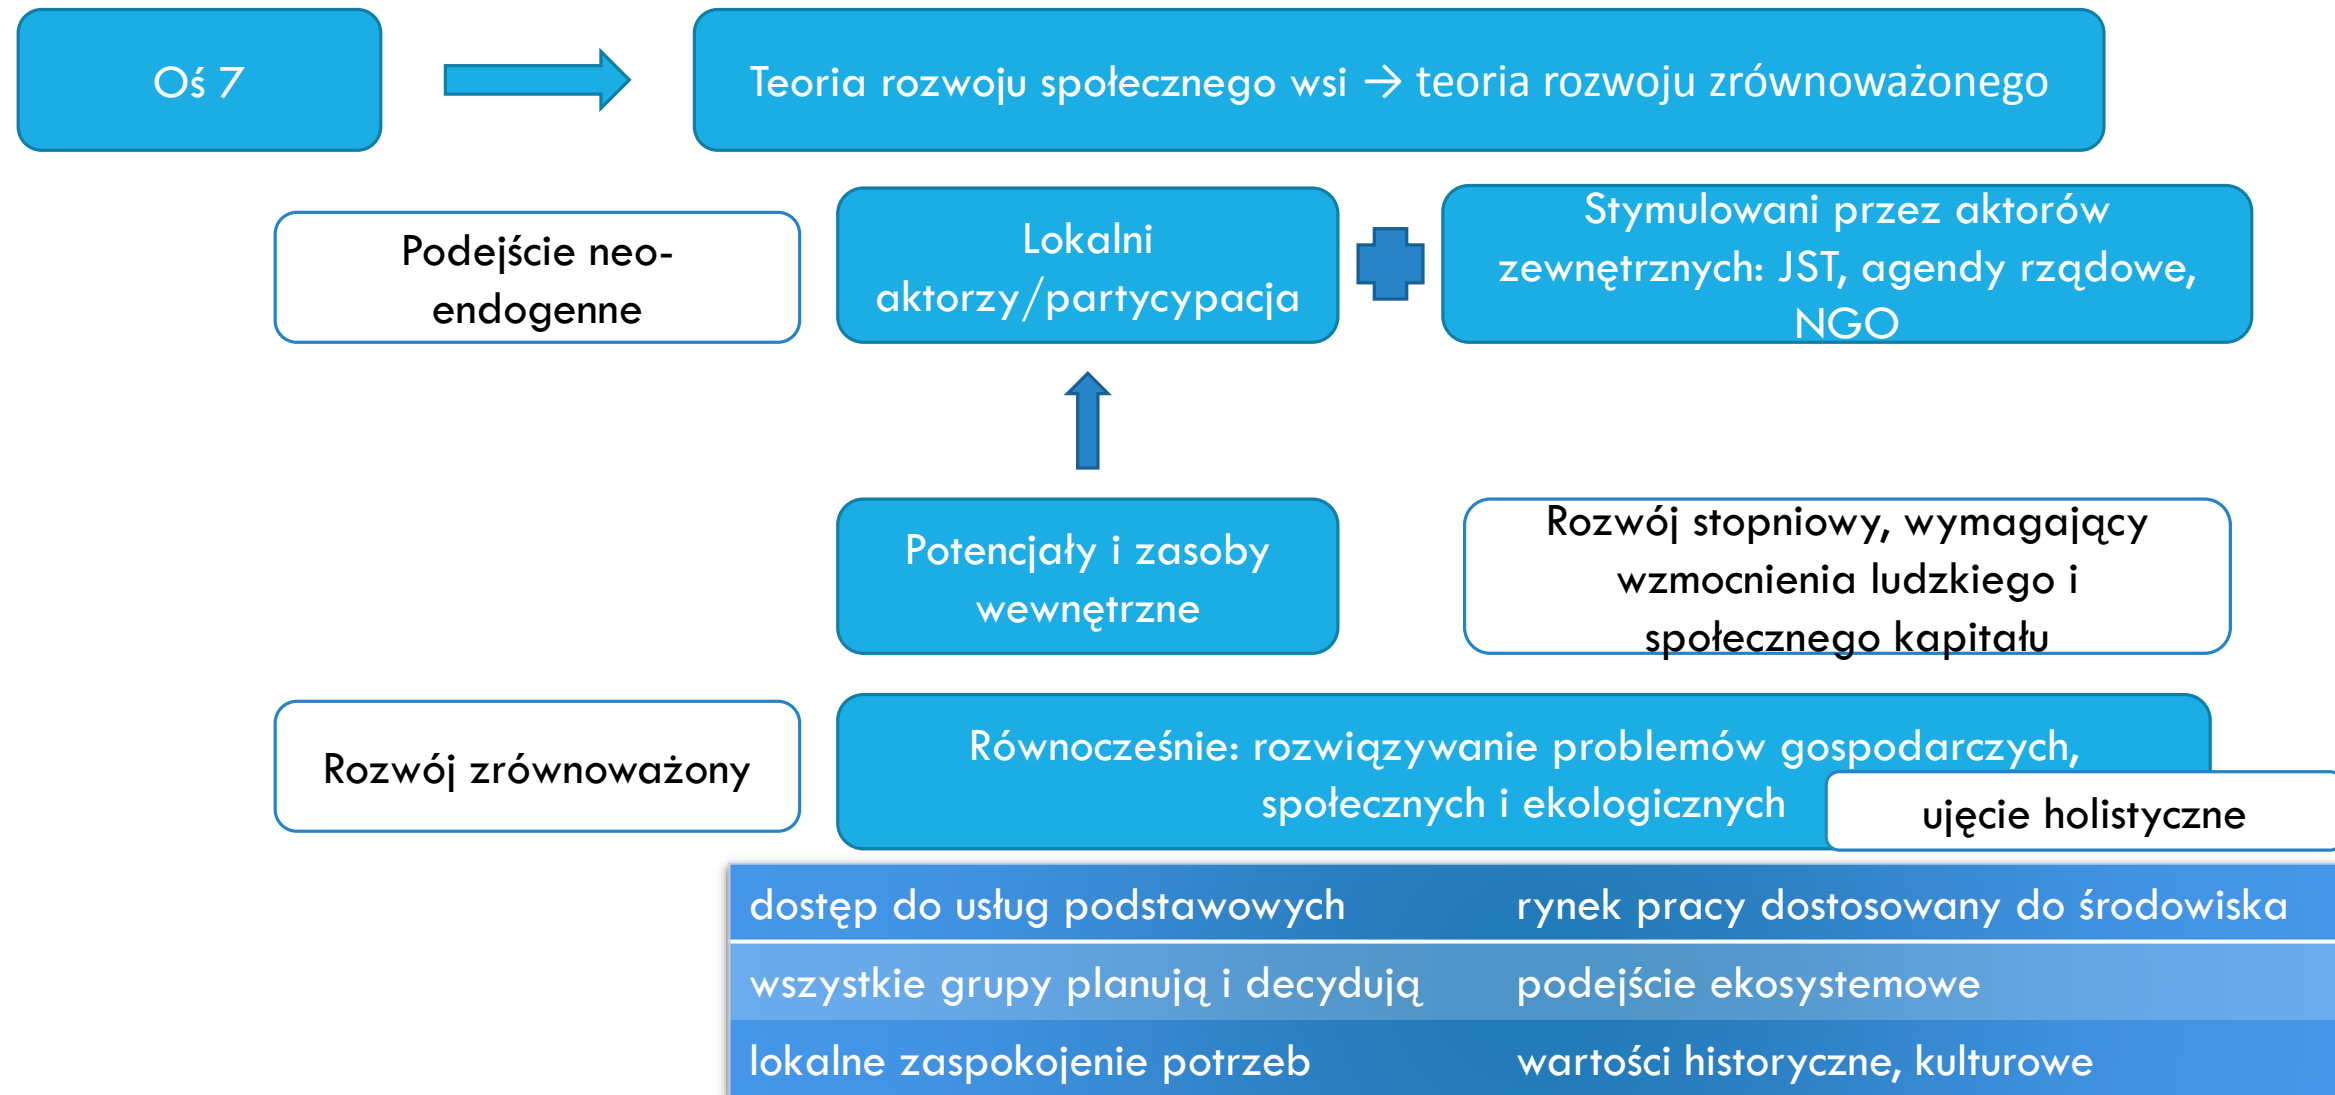 Oś 7
Teoria rozwoju społecznego wsi → teoria rozwoju zrównoważonego
Podejście neo-
endogenne
Lokalni
aktorzy/partycypacja
Stymulowani przez aktorów
zewnętrznych: JST, agendy rządowe,
NGO
Potencjały i zasoby
wewnętrzne
Rozwój stopniowy, wymagający
wzmocnienia ludzkiego i
społecznego kapitału
Rozwój zrównoważony
Równocześnie: rozwiązywanie problemów gospodarczych,
społecznych i ekologicznych
ujęcie holistyczne
dostęp do usług podstawowych
rynek pracy dostosowany do środowiska
wszystkie grupy planują i decydują
podejście ekosystemowe
lokalne zaspokojenie potrzeb
wartości historyczne, kulturowe